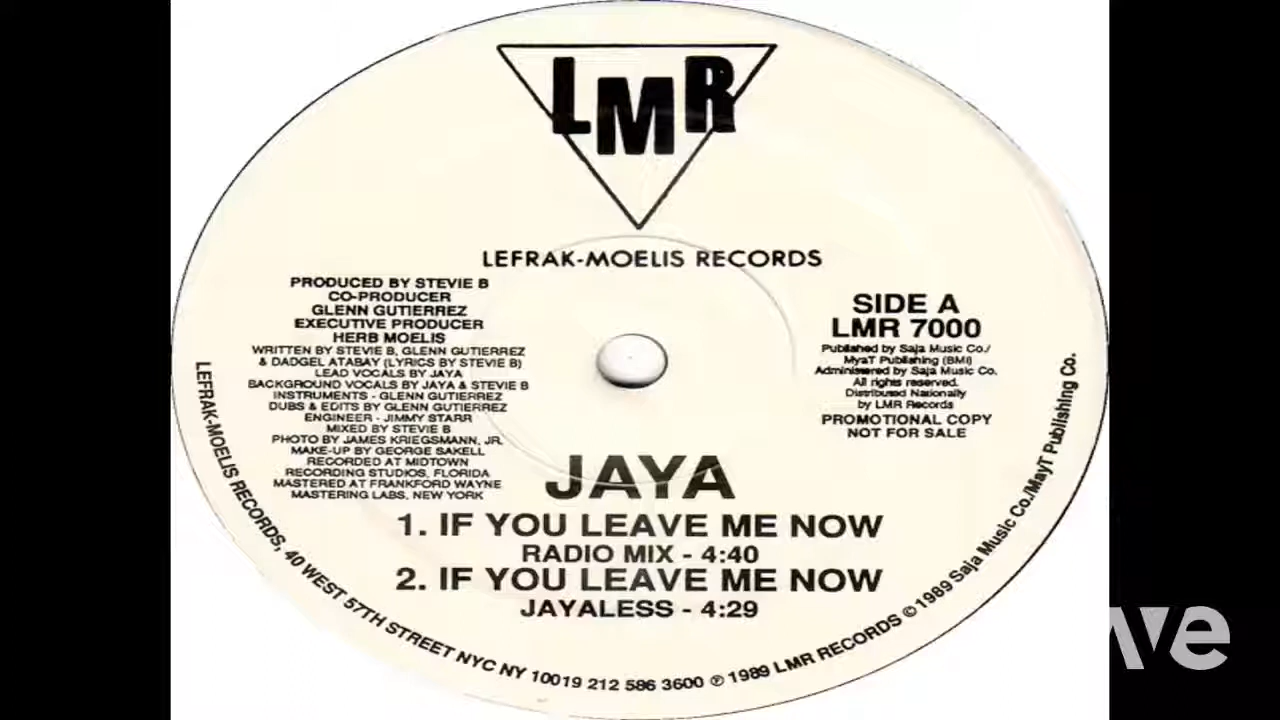 LMR
LEFRAK-MOELIS RECORDS
PRODUCED BY STEVIE B
CO-PRODUCER
GLENN GUTIERREZ
EXECUTIVE PRODUCER
HERB MOELIS
WRITTEN BY STEVIE B, GLENN GUTIERREZ
& DADGEL ATABAY (LYRICS BY STEVIE B)
LEAD VOCALS BY JAYA
BACKGROUND VOCALS BY JAYA & STEVIE B
INSTRUMENTS - GLENN GUTIERREZ
DUBS & EDITS BY GLENN GUTIERREZ
ENGINEER - JIMMY STARR
MIXED BY STEVIE B
PHOTO BY JAMES KRIEGSMANN, JR.
MAKE-UP BY GEORGE SAKELL
RECORDED AT MIDTOWN
RECORDING STUDIOS, FLORIDA
MASTERED AT FRANKFORD WAYNE
MASTERING LABS, NEW YORK
SIDE A
LMR 7000
Published by Saja Music Co./
MyaT Publishing (BMI)
Administered by Saja Music Co.
All rights reserved.
Distributed Nationally
by LMR Records
PROMOTIONAL COPY
NOT FOR SALE
JAYA
1. IF YOU LEAVE ME NOW
RADIO MIX - 4:40
2. IF YOU LEAVE ME NOW
JAYALESS - 4:29
LEFRAK-MOELIS RECORDS, 40 WEST 57TH STREET NYC NY 10019 212 586 3600 ℗ 1989 LMR RECORDS © 1989 Saja Music Co./MayT Publishing Co.